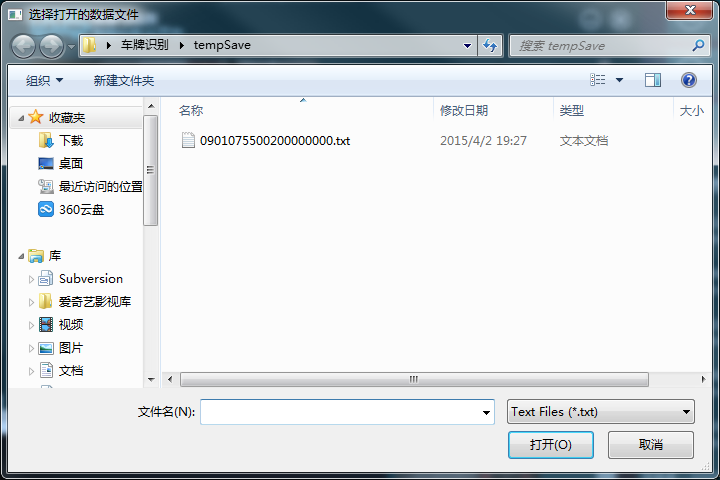 选择打开的数据文件
车牌识别 tempSave
搜索 tempSave
组织 新建文件夹
名称 修改日期 类型 大小
0901075500200000000.txt 2015/4/2 19:27 文本文档
收藏夹
下载
桌面
最近访问的位置
360云盘
库
Subversion
爱奇艺影视库
视频
图片
文档
文件名(N):
Text Files (*.txt)
打开(O) 取消